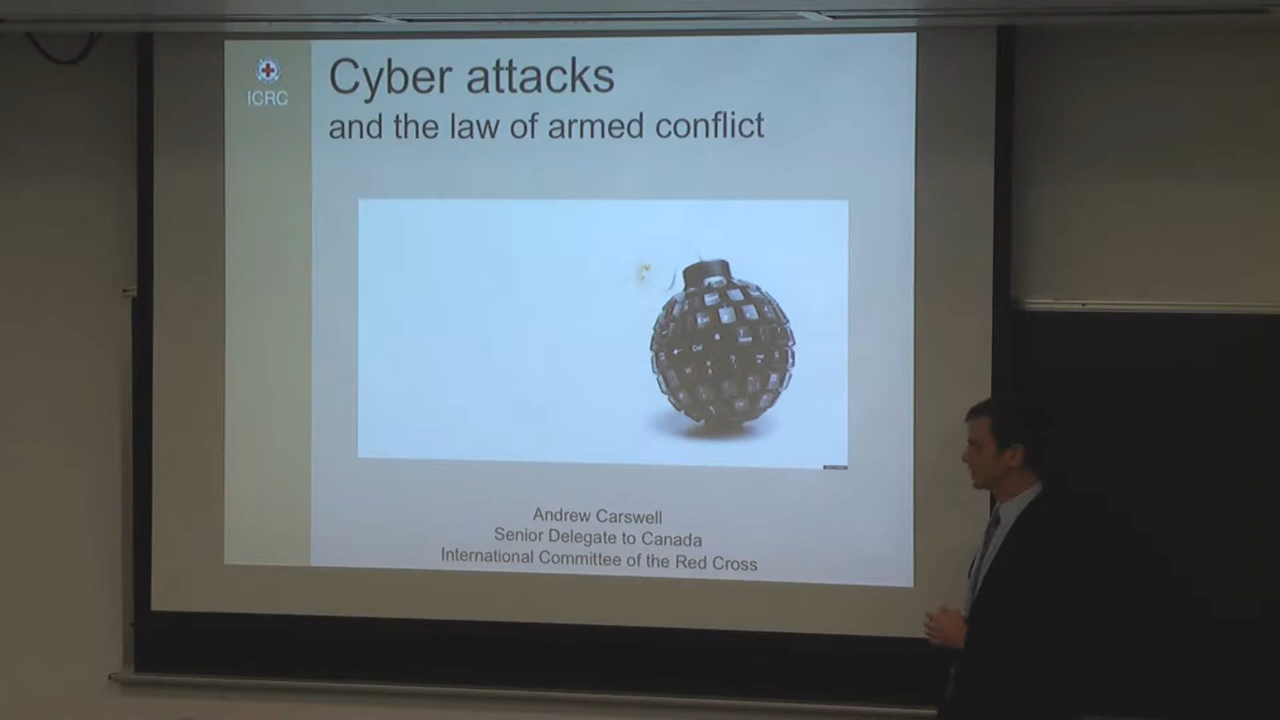 ICRC
Cyber attacks
and the law of armed conflict
Andrew Carswell
Senior Delegate to Canada
International Committee of the Red Cross